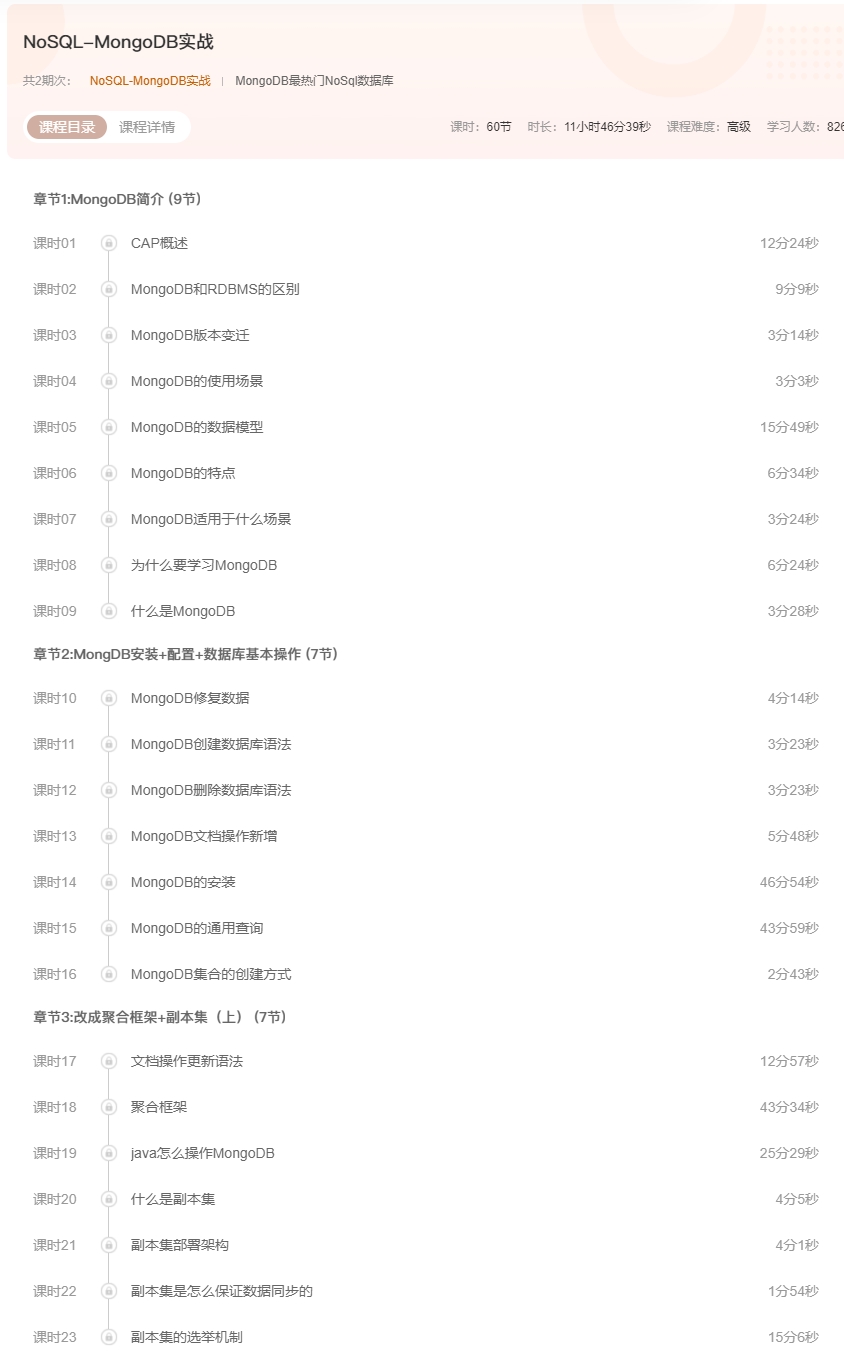 NoSQL-MongoDB实战
共2期次： NoSQL-MongoDB实战 | MongoDB最热门NoSql数据库
课程目录 课程详情 课时：60节 时长：11小时46分39秒 课程难度：高级 学习人数：826
章节1:MongoDB简介 (9节)
课时01 CAP概述 12分24秒
课时02 MongoDB和RDBMS的区别 9分9秒
课时03 MongoDB版本变迁 3分14秒
课时04 MongoDB的使用场景 3分3秒
课时05 MongoDB的数据模型 15分49秒
课时06 MongoDB的特点 6分34秒
课时07 MongoDB适用于什么场景 3分24秒
课时08 为什么要学习MongoDB 6分24秒
课时09 什么是MongoDB 3分28秒
章节2:MongDB安装+配置+数据库基本操作 (7节)
课时10 MongoDB修复数据 4分14秒
课时11 MongoDB创建数据库语法 3分23秒
课时12 MongoDB删除数据库语法 3分23秒
课时13 MongoDB文档操作新增 5分48秒
课时14 MongoDB的安装 46分54秒
课时15 MongoDB的通用查询 43分59秒
课时16 MongoDB集合的创建方式 2分43秒
章节3:改成聚合框架+副本集（上） (7节)
课时17 文档操作更新语法 12分57秒
课时18 聚合框架 43分34秒
课时19 java怎么操作MongoDB 25分29秒
课时20 什么是副本集 4分5秒
课时21 副本集部署架构 4分1秒
课时22 副本集是怎么保证数据同步的 1分54秒
课时23 副本集的选举机制 15分6秒